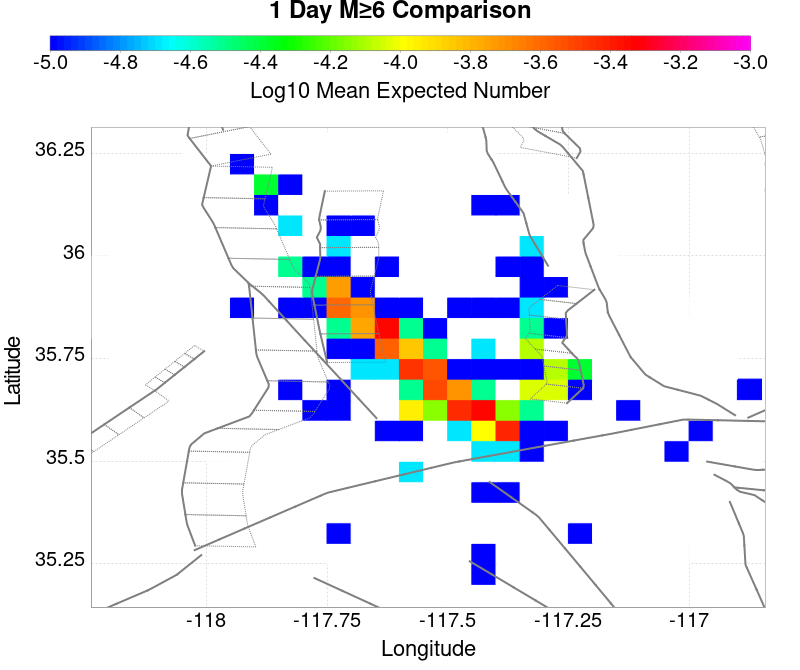 1 Day M≥6 Comparison
-5.0 -4.8 -4.6 -4.4 -4.2 -4.0 -3.8 -3.6 -3.4 -3.2 -3.0
Log10 Mean Expected Number
36.25
36
35.75
35.5
35.25
Latitude
-118 -117.75 -117.5 -117.25 -117
Longitude